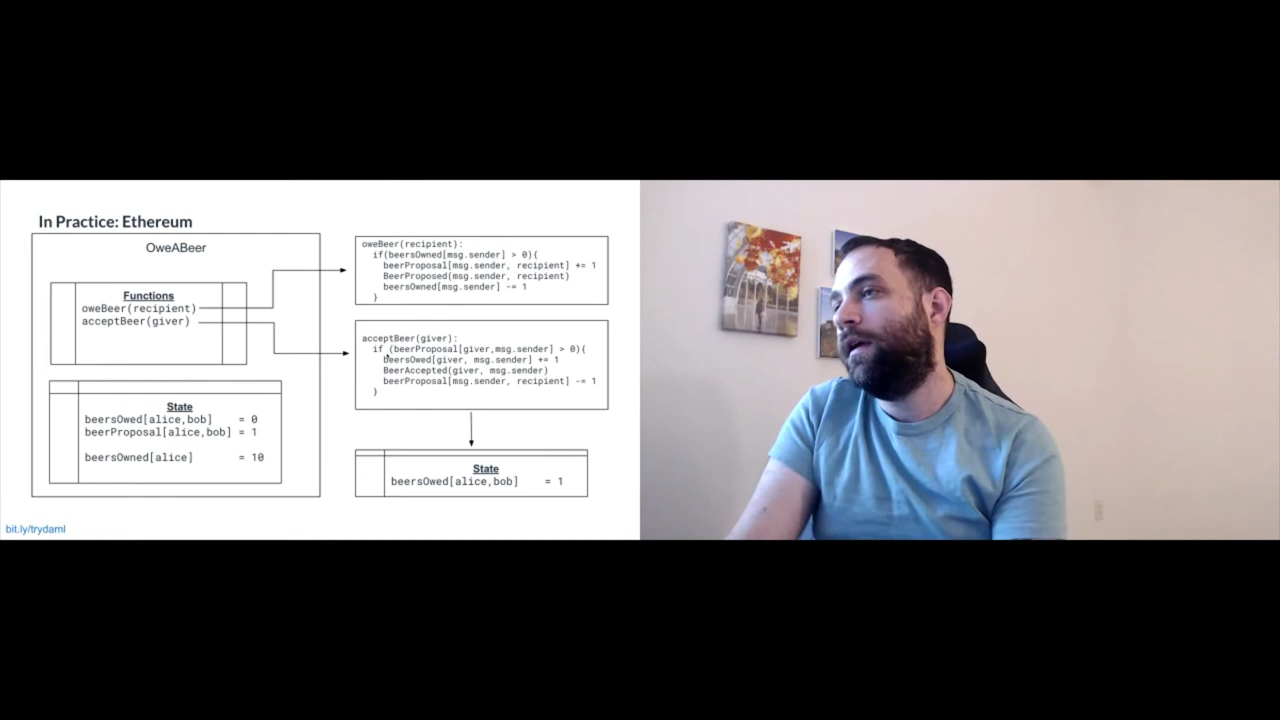 In Practice: Ethereum
OweABeer
Functions
oweBeer(recipient)
acceptBeer(giver)
State
beersOwed[alice,bob] = 0
beerProposal[alice,bob] = 1
beersOwned[alice] = 10
oweBeer(recipient):
if(beersOwned[msg.sender] > 0){
beerProposal[msg.sender, recipient] += 1
BeerProposed(msg.sender, recipient)
beersOwned[msg.sender] -= 1
}
acceptBeer(giver):
if (beerProposal[giver,msg.sender] > 0){
beersOwed[giver, msg.sender] += 1
BeerAccepted(giver, msg.sender)
beerProposal[msg.sender, recipient] -= 1
}
State
beersOwed[alice,bob] = 1
bit.ly/trydaml